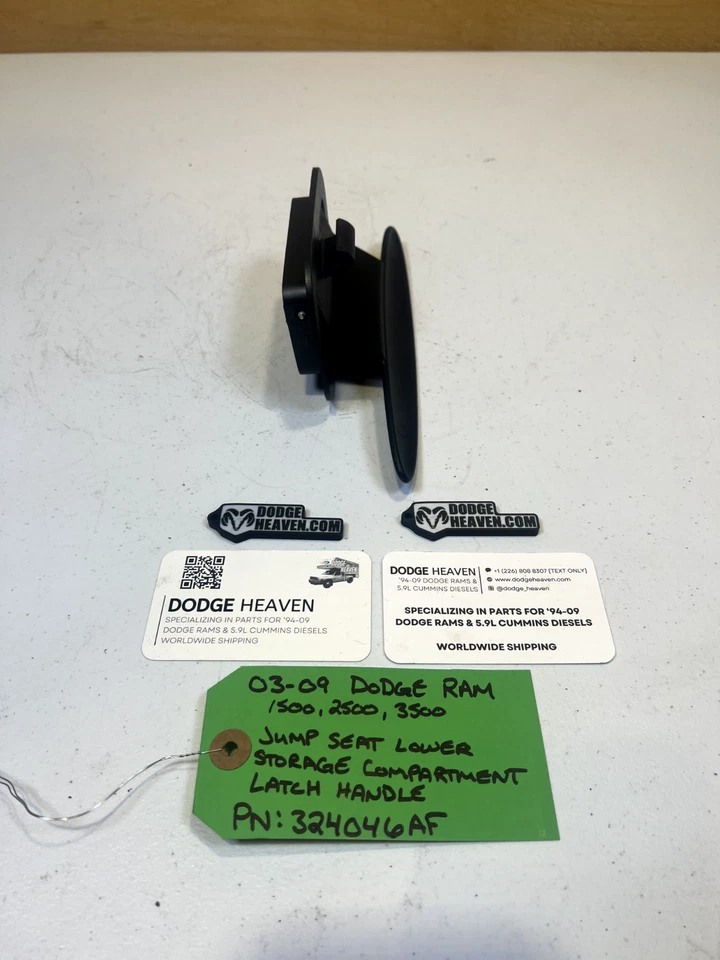 DODGE
HEAVEN.COM
DODGE
HEAVEN.COM
DODGE HEAVEN
SPECIALIZING IN PARTS FOR '94-09
DODGE RAMS & 5.9L CUMMINS DIESELS
WORLDWIDE SHIPPING
DODGE HEAVEN
'94-09 DODGE RAMS &
5.9L CUMMINS DIESELS
+1 (226) 808 8307 [TEXT ONLY]
www.dodgeheaven.com
@dodge_heaven
SPECIALIZING IN PARTS FOR '94-09
DODGE RAMS & 5.9L CUMMINS DIESELS
WORLDWIDE SHIPPING
03-09 DODGE RAM
1500, 2500, 3500
JUMP SEAT LOWER
STORAGE COMPARTMENT
LATCH HANDLE
PN: 324046AF